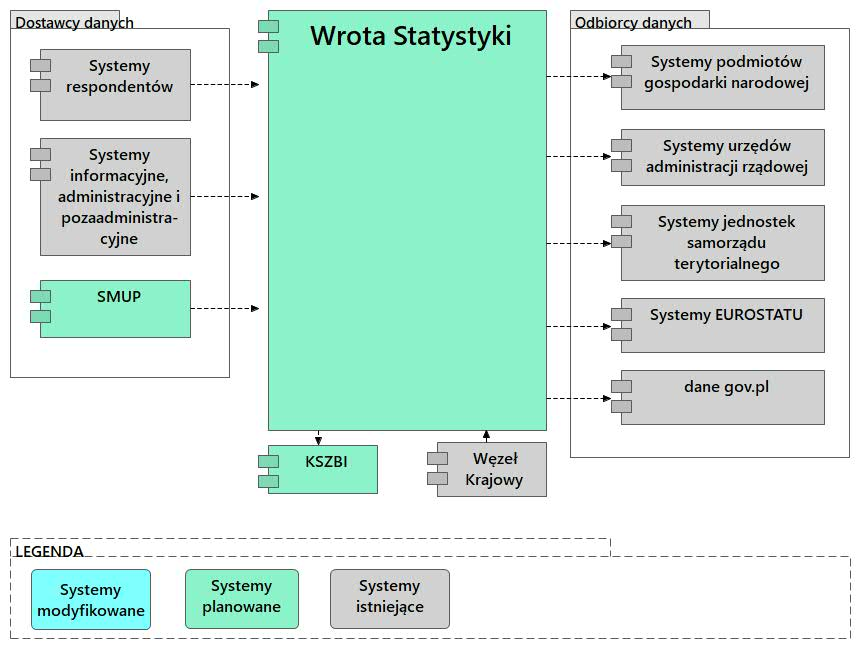 Dostawcy danych
Systemy
respondentów
Systemy
informacyjne,
administracyjne i
pozaadministra-
cyjne
SMUP
Wrota Statystyki
KSZBI
Węzeł
Krajowy
Odbiorcy danych
Systemy podmiotów
gospodarki narodowej
Systemy urzędów
administracji rządowej
Systemy jednostek
samorządu
terytorialnego
Systemy EUROSTATU
dane gov.pl
LEGENDA
Systemy
modyfikowane
Systemy
planowane
Systemy
istniejące